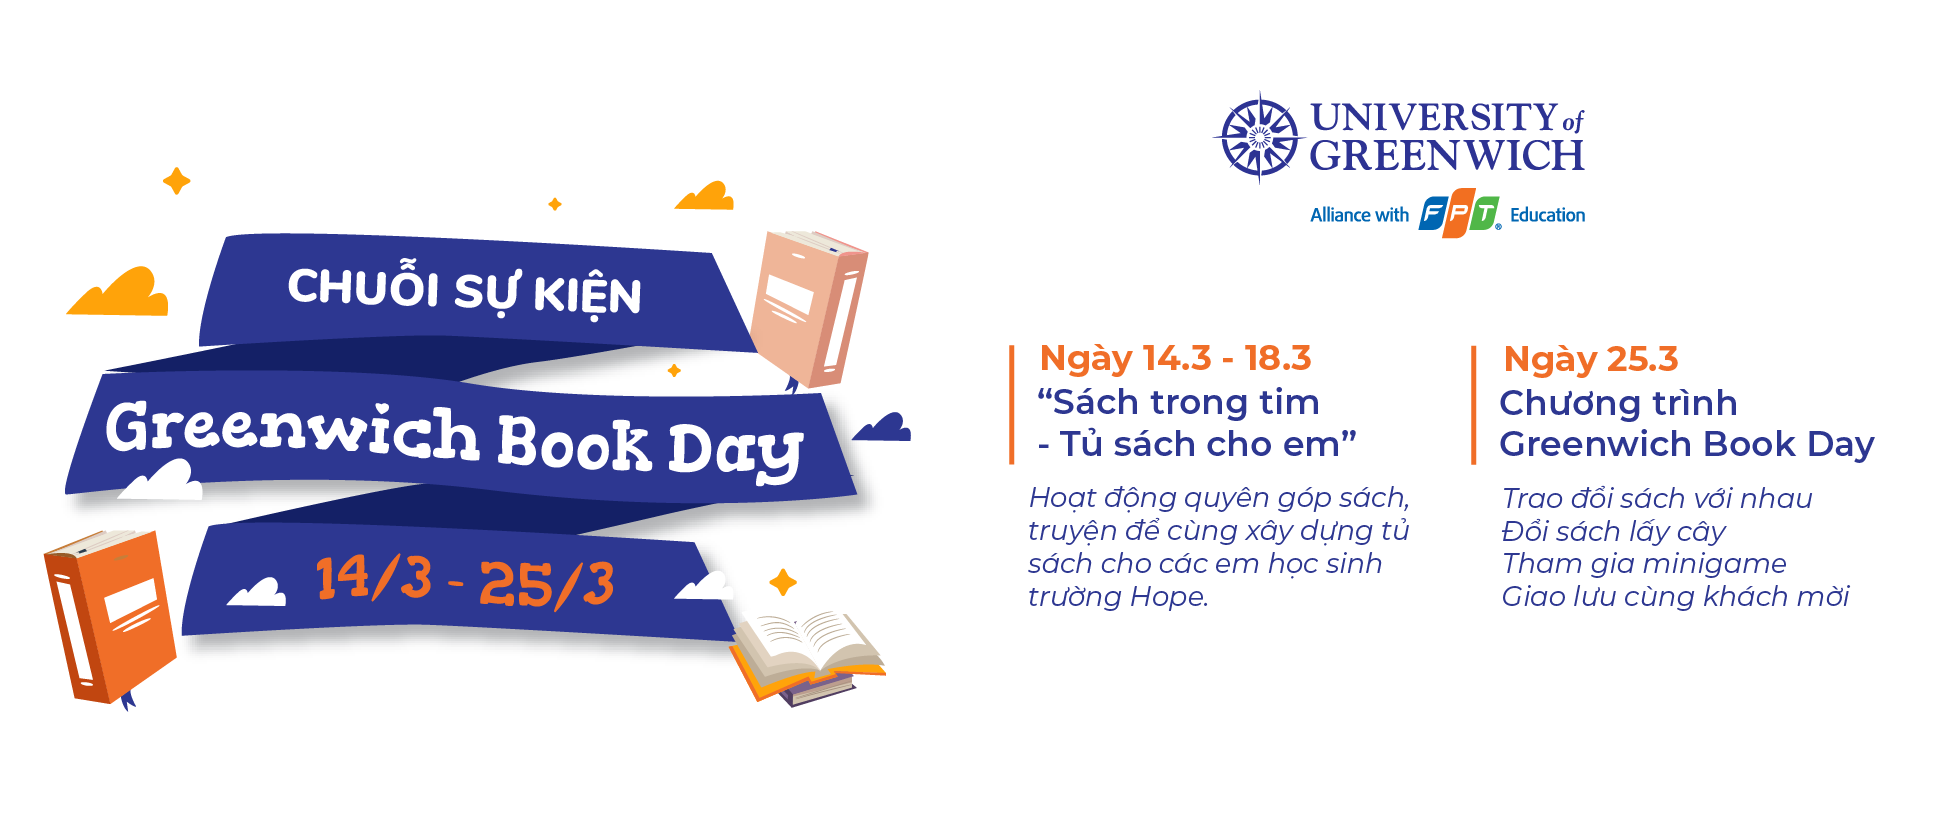 CHUỖI SỰ KIỆN
Greenwich Book Day
14/3 - 25/3
UNIVERSITY of
GREENWICH
Alliance with FPT® Education
Ngày 14.3 - 18.3
“Sách trong tim
- Tủ sách cho em”
Hoạt động quyên góp sách,
truyện để cùng xây dựng tủ
sách cho các em học sinh
trường Hope.
Ngày 25.3
Chương trình
Greenwich Book Day
Trao đổi sách với nhau
Đổi sách lấy cây
Tham gia minigame
Giao lưu cùng khách mời